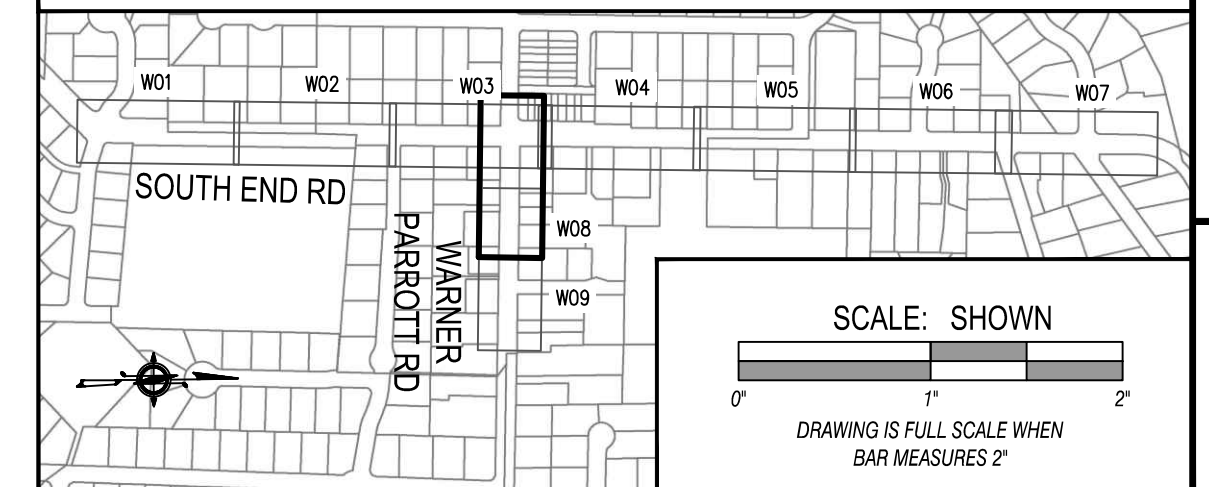 W01
W02
W03
W04
W05
W06
W07
SOUTH END RD
WARNER
PARROTT RD
W08
W09
SCALE: SHOWN
0"
1"
2"
DRAWING IS FULL SCALE WHEN
BAR MEASURES 2"